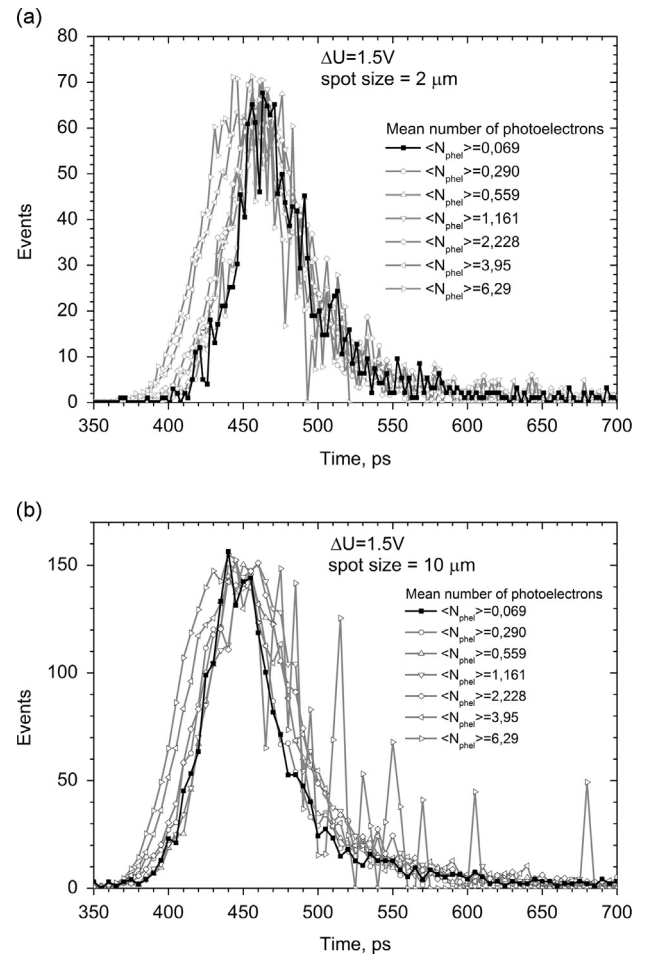 (a)
ΔU=1.5V
spot size = 2 μm
Mean number of photoelectrons
<N_phel>=0,069
<N_phel>=0,290
<N_phel>=0,559
<N_phel>=1,161
<N_phel>=2,228
<N_phel>=3,95
<N_phel>=6,29
Events
80
70
60
50
40
30
20
10
0
350 400 450 500 550 600 650 700
Time, ps
(b)
ΔU=1.5V
spot size = 10 μm
Mean number of photoelectrons
<N_phel>=0,069
<N_phel>=0,290
<N_phel>=0,559
<N_phel>=1,161
<N_phel>=2,228
<N_phel>=3,95
<N_phel>=6,29
Events
150
100
50
0
350 400 450 500 550 600 650 700
Time, ps